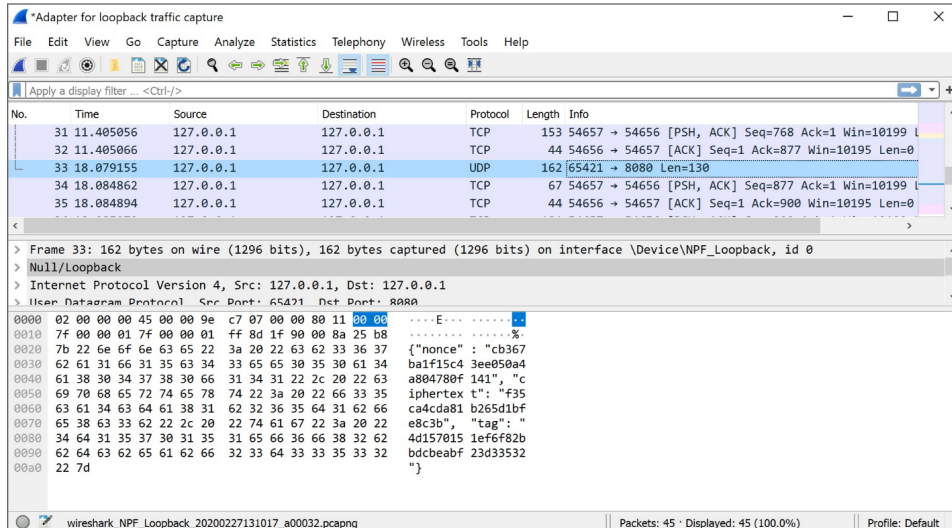 *Adapter for loopback traffic capture
File Edit View Go Capture Analyze Statistics Telephony Wireless Tools Help
Apply a display filter ... <Ctrl-/>
No. Time Source Destination Protocol Length Info
31 11.405056 127.0.0.1 127.0.0.1 TCP 153 54657 → 54656 [PSH, ACK] Seq=768 Ack=1 Win=10199 L
32 11.405066 127.0.0.1 127.0.0.1 TCP 44 54656 → 54657 [ACK] Seq=1 Ack=877 Win=10195 Len=0
33 18.079155 127.0.0.1 127.0.0.1 UDP 162 65421 → 8080 Len=130
34 18.084862 127.0.0.1 127.0.0.1 TCP 67 54657 → 54656 [PSH, ACK] Seq=877 Ack=1 Win=10199 L
35 18.084894 127.0.0.1 127.0.0.1 TCP 44 54656 → 54657 [ACK] Seq=1 Ack=900 Win=10195 Len=0
> Frame 33: 162 bytes on wire (1296 bits), 162 bytes captured (1296 bits) on interface \Device\NPF_Loopback, id 0
> Null/Loopback
> Internet Protocol Version 4, Src: 127.0.0.1, Dst: 127.0.0.1
> User Datagram Protocol, Src Port: 65421, Dst Port: 8080
0000 02 00 00 00 45 00 00 9e c7 07 00 00 80 11 00 00 ····E··· ········
0010 7f 00 00 01 7f 00 00 01 ff 8d 1f 90 00 8a 25 b8 ········ ······%·
0020 7b 22 6e 6f 6e 63 65 22 3a 20 22 63 62 33 36 37 {"nonce" : "cb367
0030 62 61 31 66 31 35 63 34 33 65 65 30 35 30 61 34 ba1f15c4 3ee050a4
0040 61 38 30 34 37 38 30 66 31 34 31 22 2c 20 22 63 a804780f 141", "c
0050 69 70 68 65 72 74 65 78 74 22 3a 20 22 66 33 35 iphertex t": "f35
0060 63 61 34 63 64 61 38 31 62 32 36 35 64 31 62 66 ca4cda81 b265d1bf
0070 65 38 63 33 62 22 2c 20 22 74 61 67 22 3a 20 22 e8c3b", "tag": "
0080 34 64 31 35 37 30 31 35 31 65 66 36 66 38 32 62 4d157015 1ef6f82b
0090 62 64 63 62 65 61 62 66 32 33 64 33 33 35 33 32 bdcbeabf 23d33532
00a0 22 7d "}
wireshark_NPF_Loopback_20200227131017_a00032.pcapng Packets: 45 · Displayed: 45 (100.0%) Profile: Default